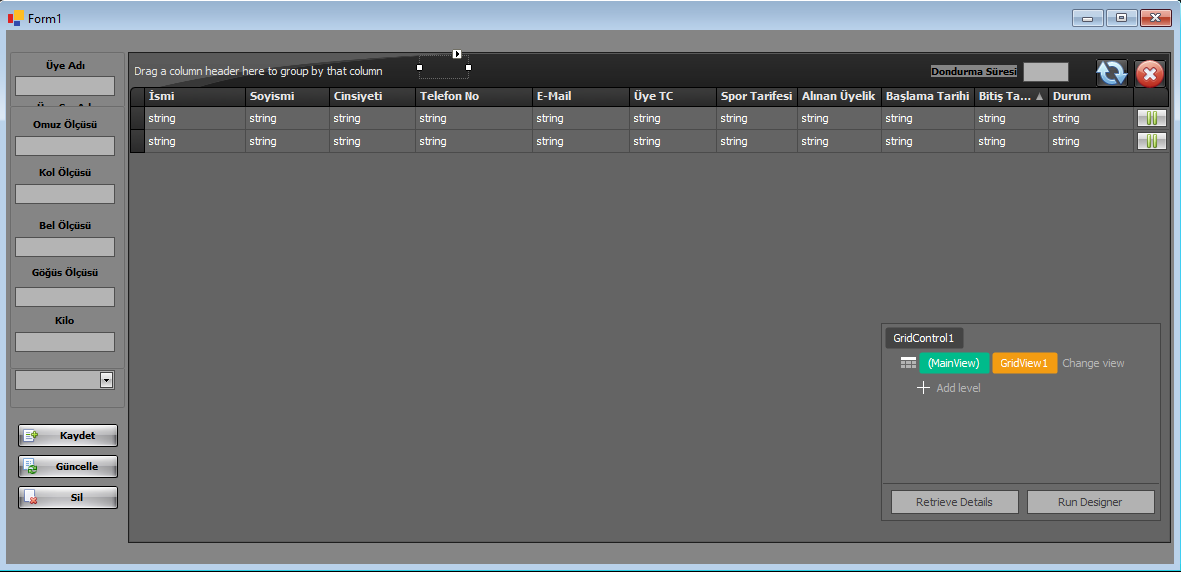 Form1
Üye Adı
Omuz Ölçüsü
Kol Ölçüsü
Bel Ölçüsü
Göğüs Ölçüsü
Kilo
Kaydet
Güncelle
Sil
Drag a column header here to group by that column
Dondurma Süresi
İsmi Soyismi Cinsiyeti Telefon No E-Mail Üye TC Spor Tarifesi Alınan Üyelik Başlama Tarihi Bitiş Ta... Durum
string string string string string string string string string string string
string string string string string string string string string string string
GridControl1
(MainView) GridView1 Change view
Add level
Retrieve Details Run Designer